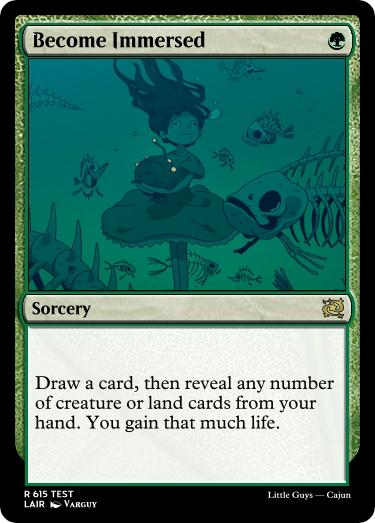 Become Immersed
Sorcery
Draw a card, then reveal any number
of creature or land cards from your
hand. You gain that much life.
R 615 TEST
LAIR VARGUY
Little Guys — Cajun